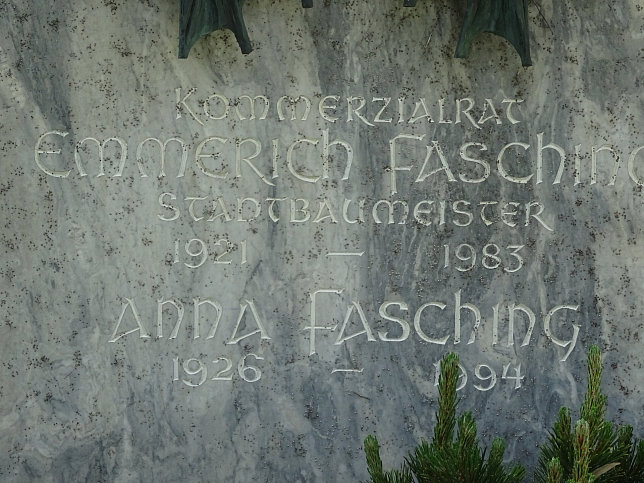 Kommerzialrat
Emmerich Fasching
Stadtbaumeister
1921 — 1983
Anna Fasching
1926 — 1994